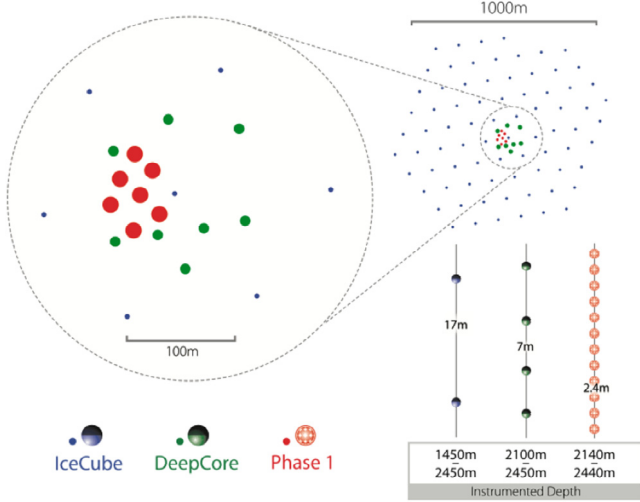 1000m
100m
17m
7m
2.4m
IceCube
DeepCore
Phase 1
1450m 2100m 2140m
– – –
2450m 2450m 2440m
Instrumented Depth